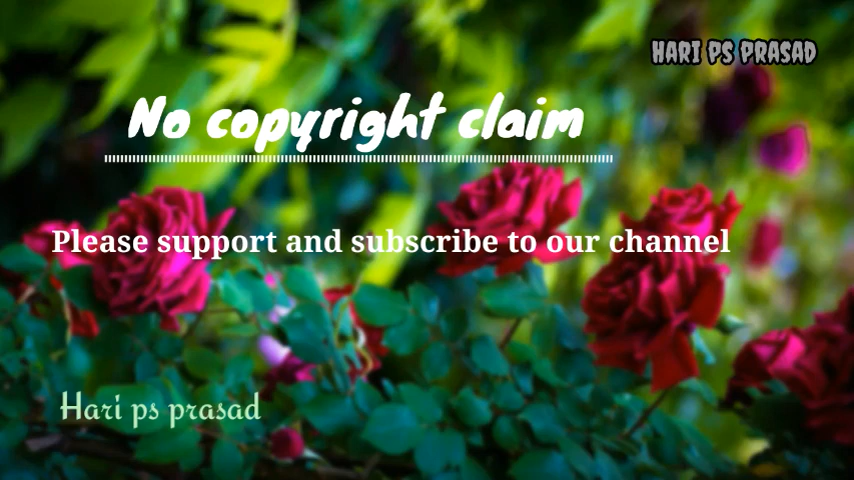 HARI PS PRASAD
No copyright claim
Please support and subscribe to our channel
Hari ps prasad